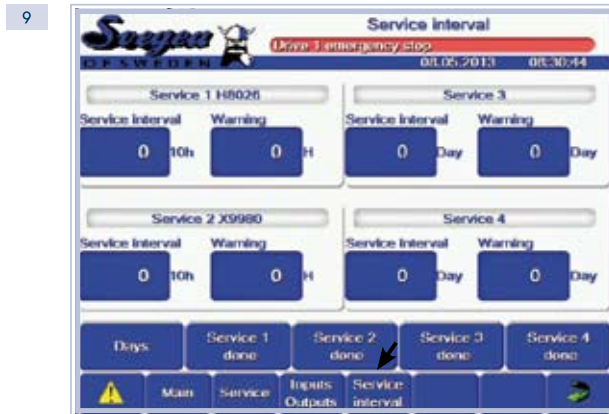 9
Service interval
Drive 1 emergency stop
OF SWEDEN
08.05.2013 08:30:44
Service 1 H8026
Service 3
Service interval Warning
Service interval Warning
0 10h 0 H
0 Day 0 Day
Service 2 X9980
Service 4
Service interval Warning
Service interval Warning
0 10h 0 H
0 Day 0 Day
Days
Service 1 done
Service 2 done
Service 3 done
Service 4 done
Main
Service
Inputs Outputs
Service interval